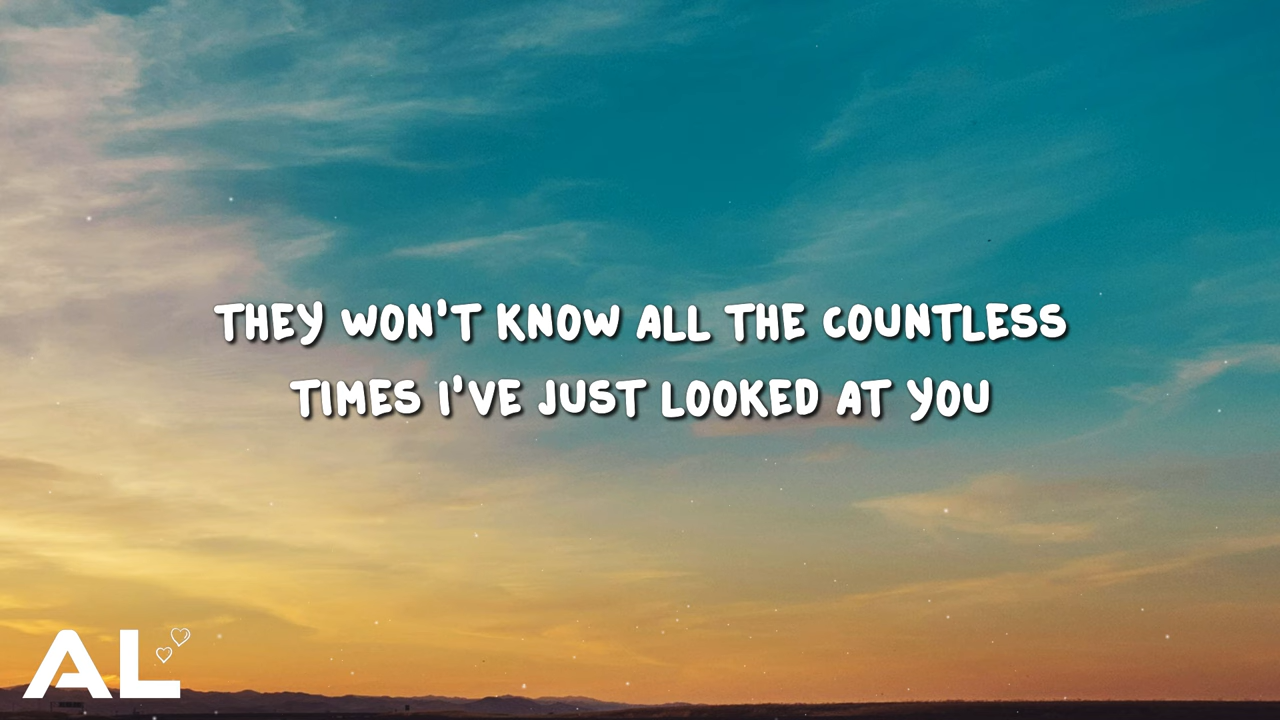 THEY WON'T KNOW ALL THE COUNTLESS
TIMES I'VE JUST LOOKED AT YOU
AL